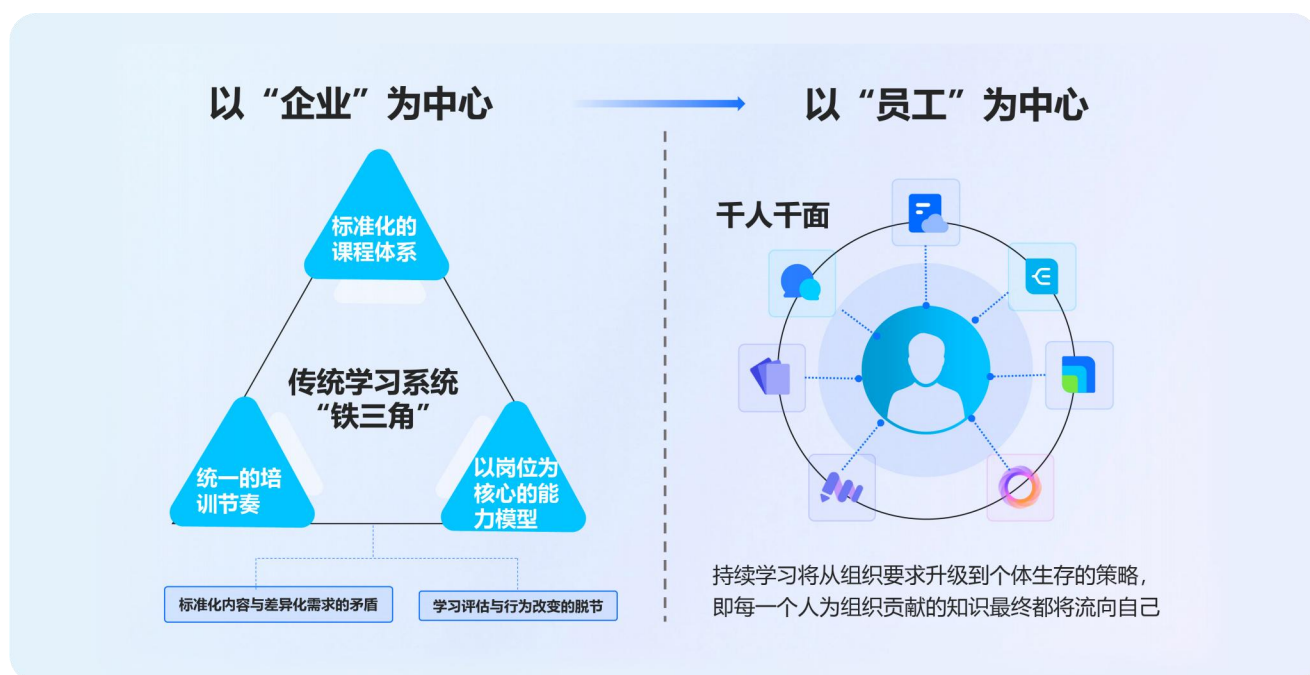 以“企业”为中心
以“员工”为中心
标准化的
课程体系
千人千面
传统学习系统
“铁三角”
统一的培
训节奏
以岗位为
核心的能
力模型
标准化内容与差异化需求的矛盾
学习评估与行为改变的脱节
持续学习将从组织要求升级到个体生存的策略，
即每一个人为组织贡献的知识最终都将流向自己